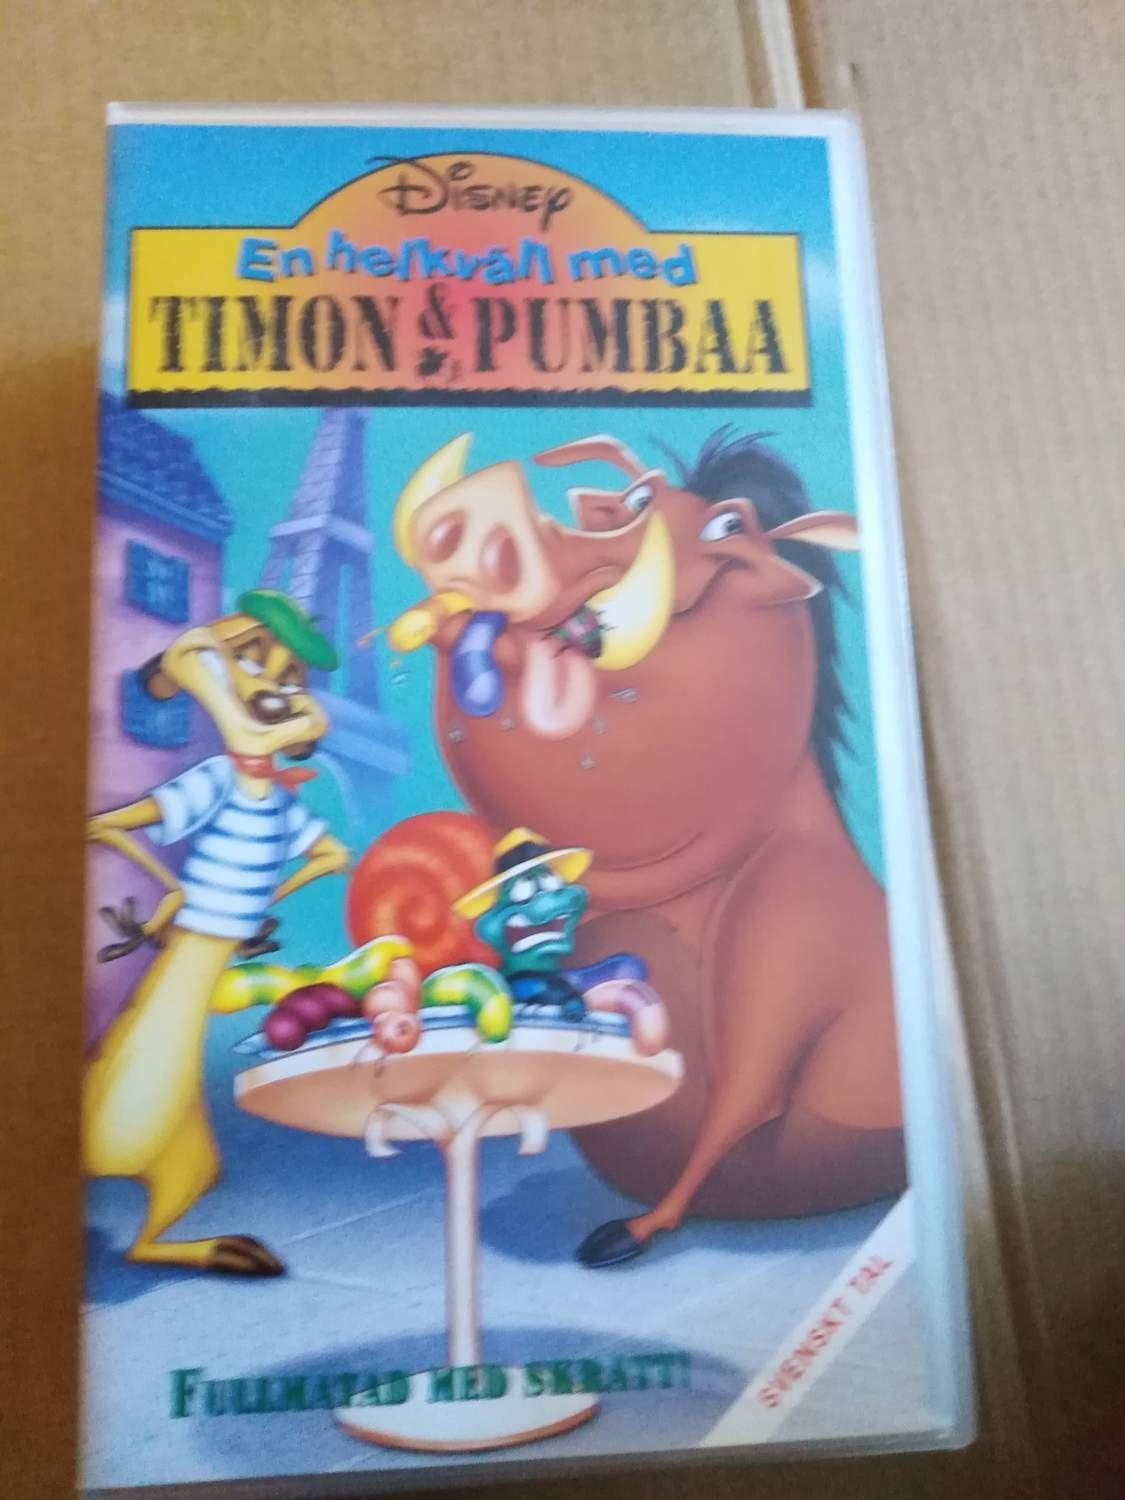 Disney
En helkväll med
TIMON & PUMBAA
FULLMATAD MED SKRATT!
SVENSKT TAL